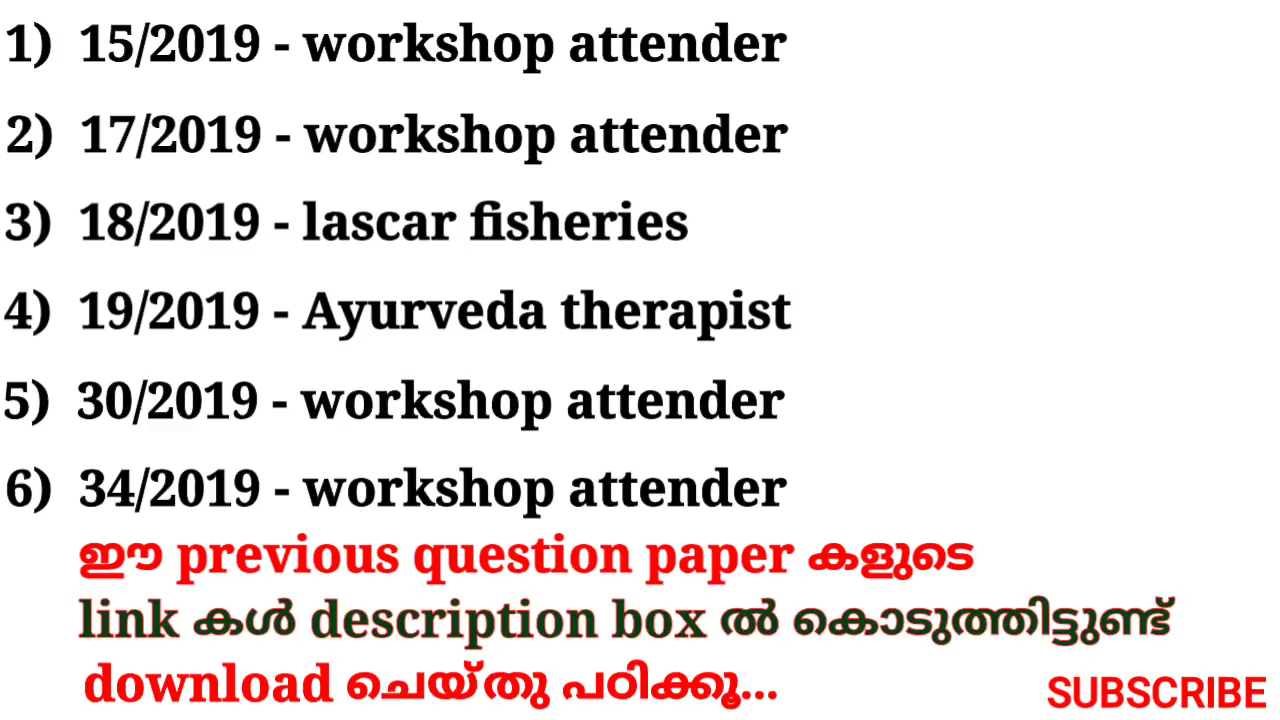 1) 15/2019 - workshop attender
2) 17/2019 - workshop attender
3) 18/2019 - lascar fisheries
4) 19/2019 - Ayurveda therapist
5) 30/2019 - workshop attender
6) 34/2019 - workshop attender
ഈ previous question paper കളുടെ
link കൾ description box ൽ കൊടുത്തിട്ടുണ്ട്
download ചെയ്തു പഠിക്കൂ...
SUBSCRIBE